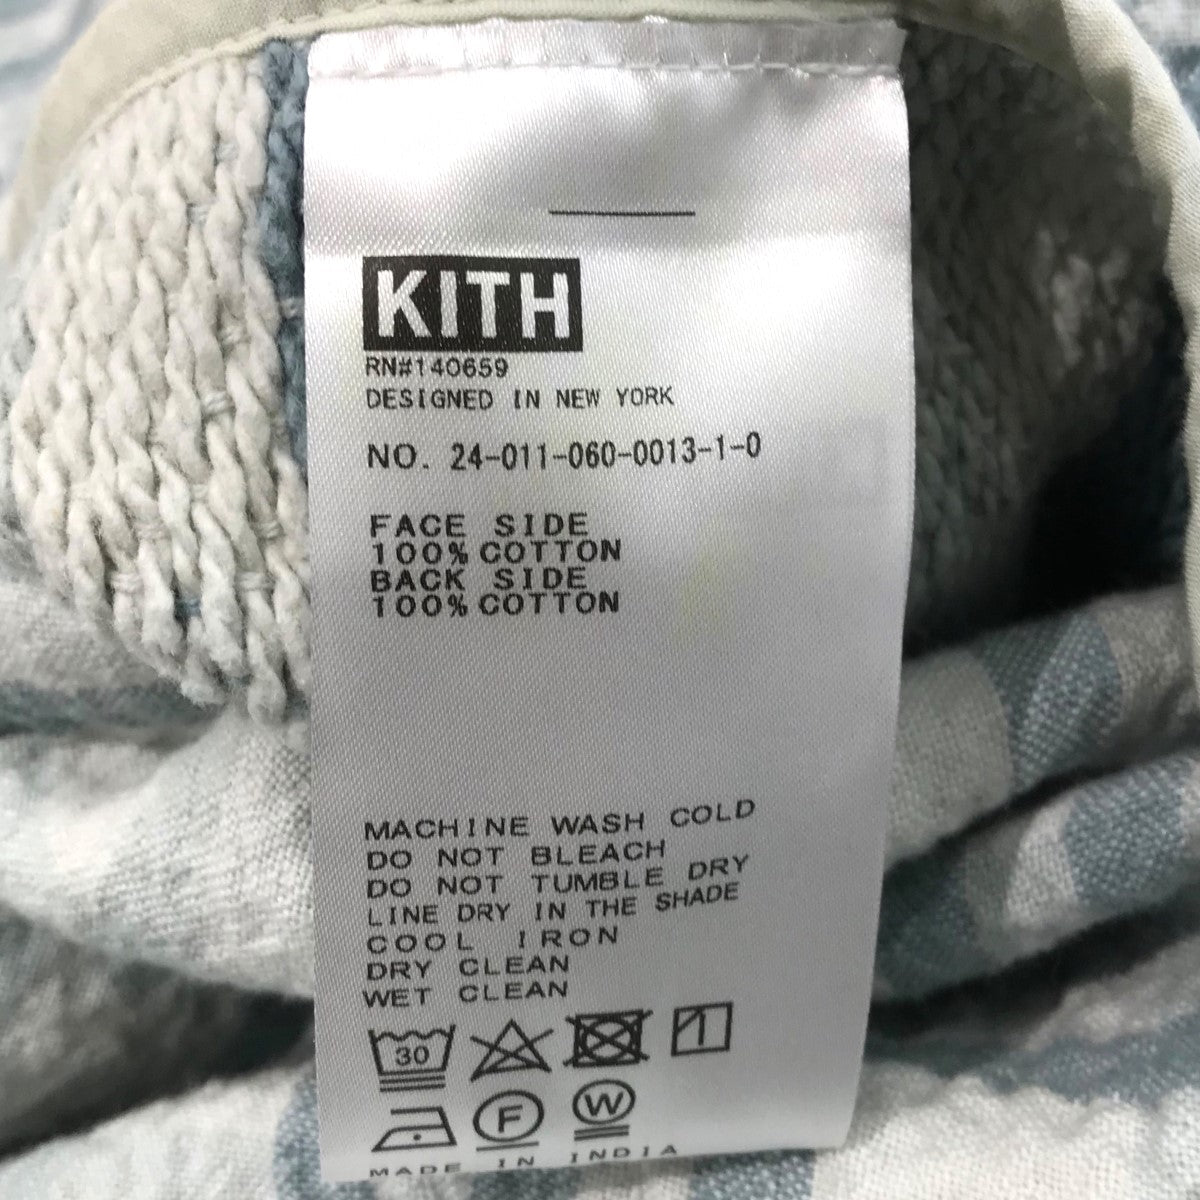 KITH
RN#140659
DESIGNED IN NEW YORK
NO. 24-011-060-0013-1-0
FACE SIDE
100% COTTON
BACK SIDE
100% COTTON
MACHINE WASH COLD
DO NOT BLEACH
DO NOT TUMBLE DRY
LINE DRY IN THE SHADE
COOL IRON
DRY CLEAN
WET CLEAN
30
F W
MADE IN INDIA